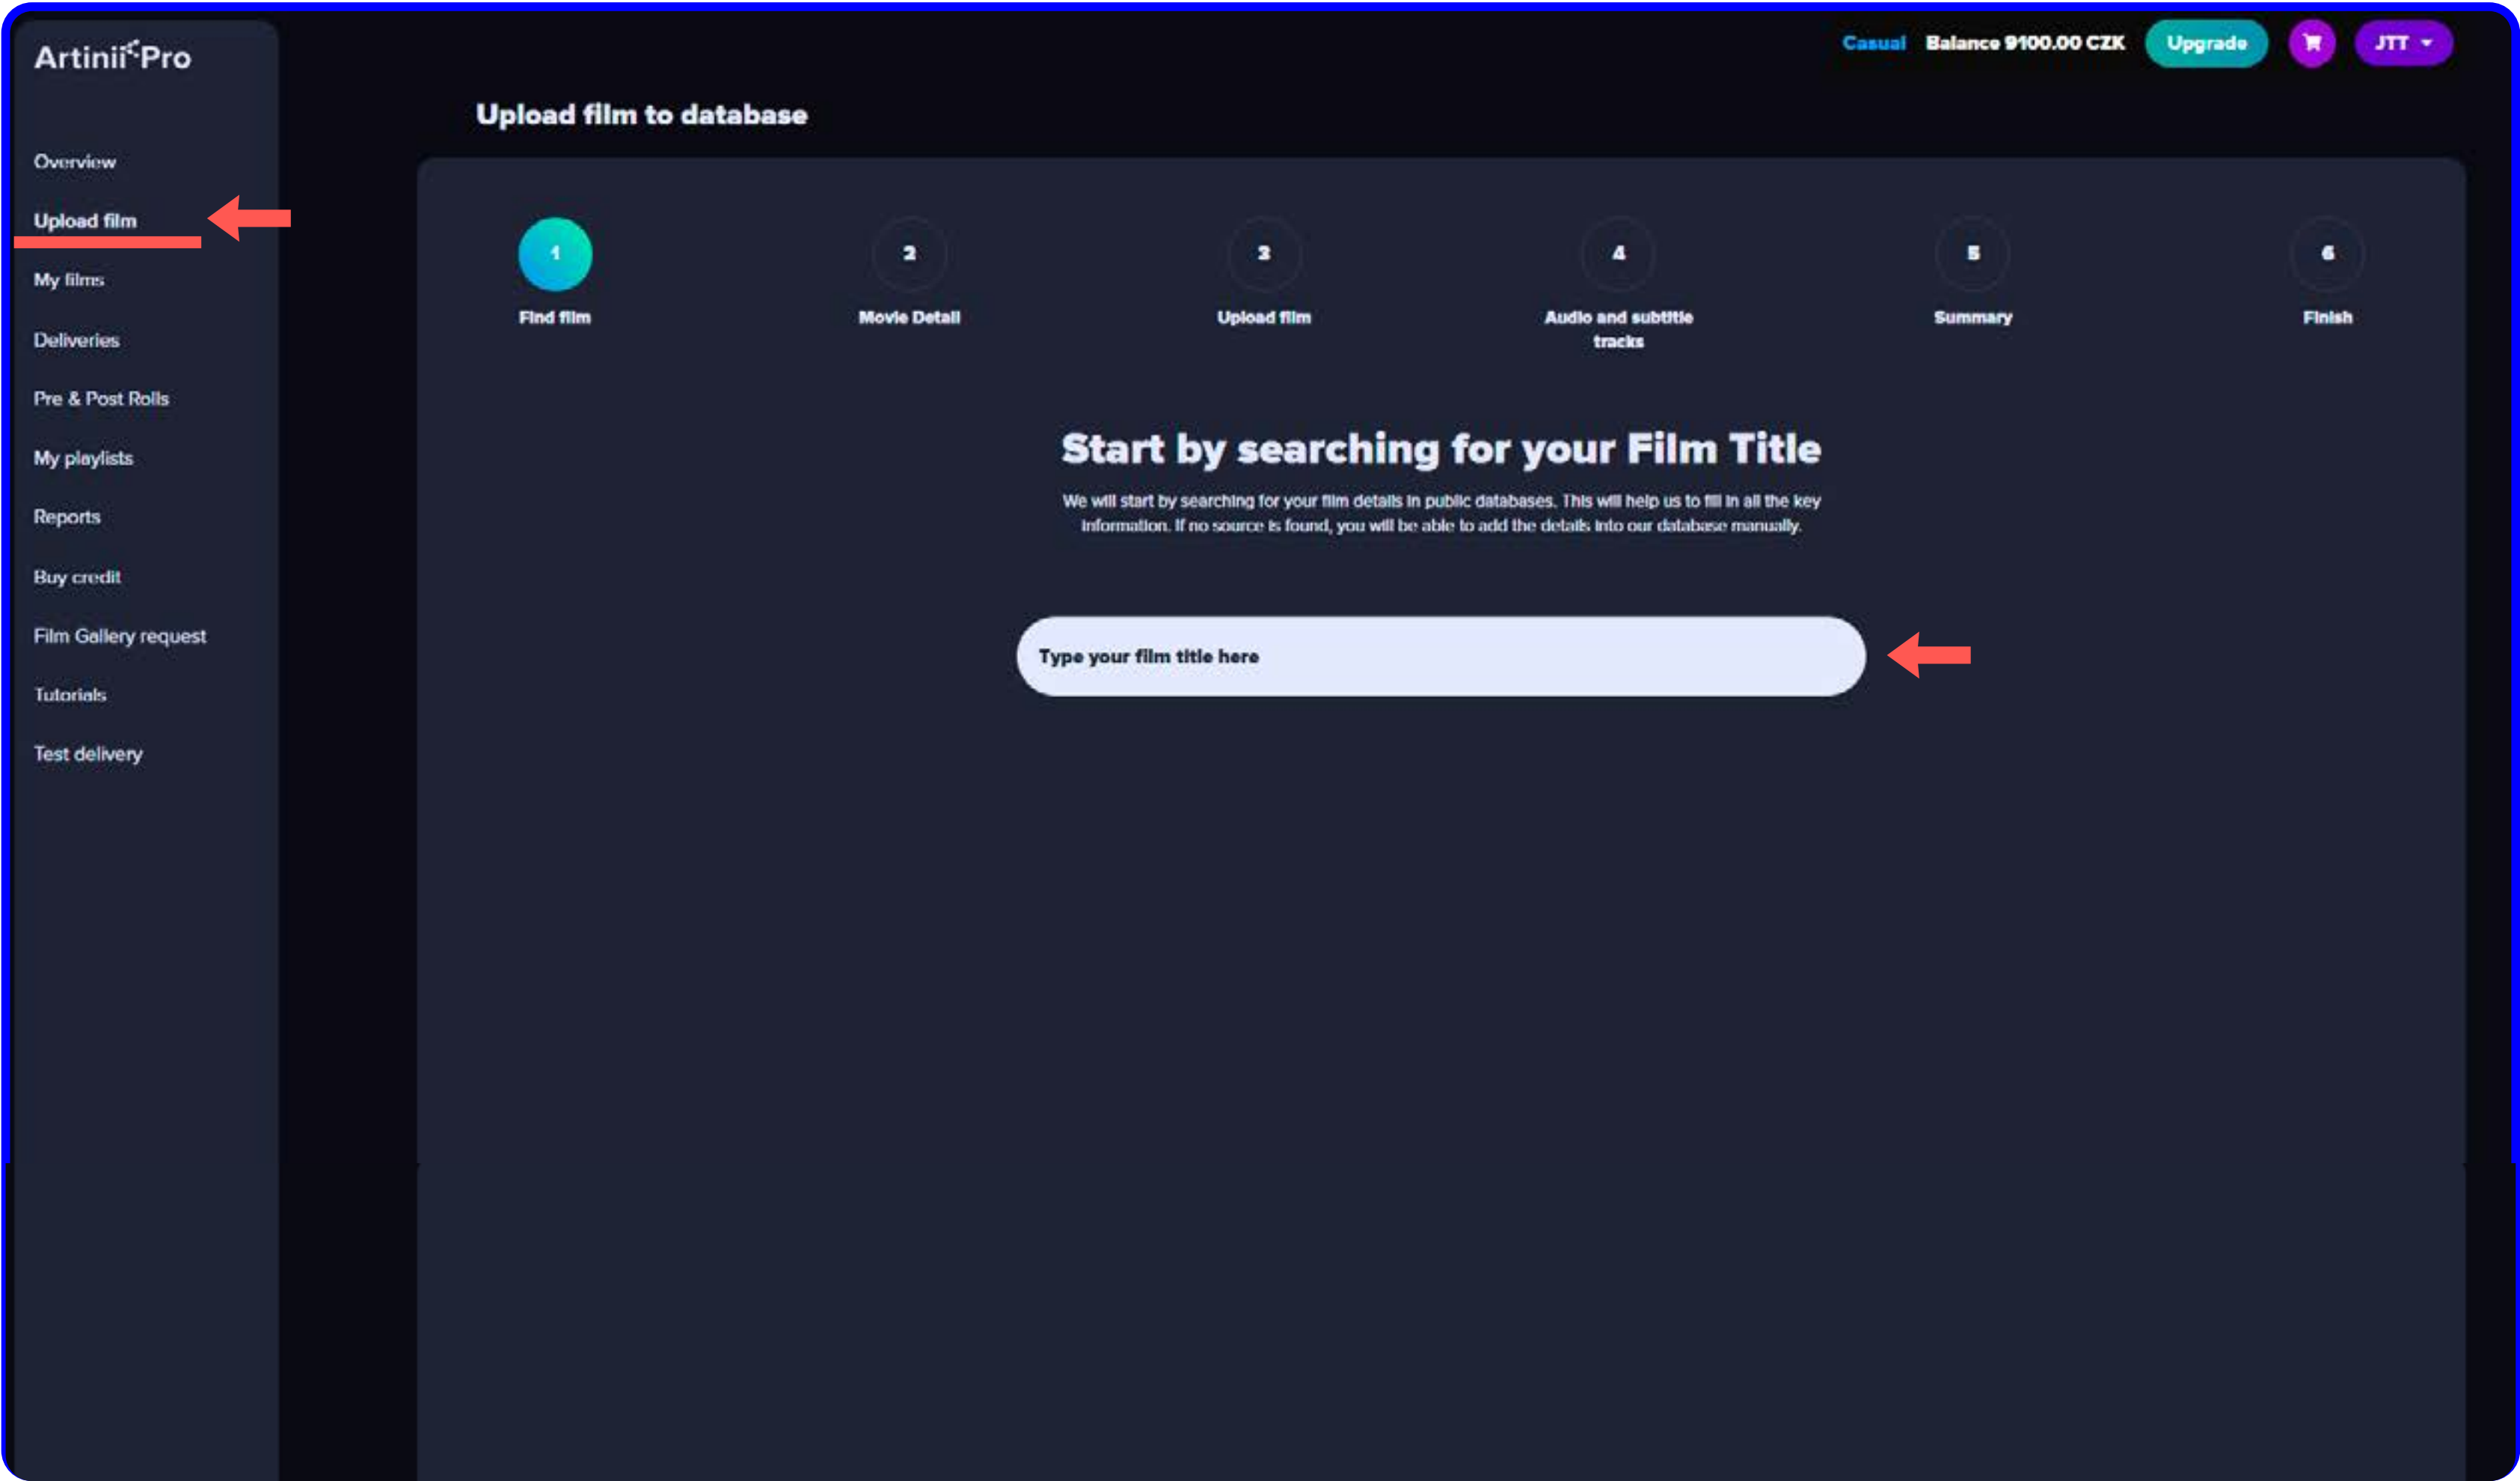 Artinii Pro
Casual Balance 9100.00 CZK Upgrade JTT
Upload film to database
Overview
Upload film
My films
Deliveries
Pre & Post Rolls
My playlists
Reports
Buy credit
Film Gallery request
Tutorials
Test delivery
1 2 3 4 5 6
Find film Movie Detail Upload film Audio and subtitle Summary Finish
tracks
Start by searching for your Film Title
We will start by searching for your film details in public databases. This will help us to fill in all the key
information. If no source is found, you will be able to add the details into our database manually.
Type your film title here